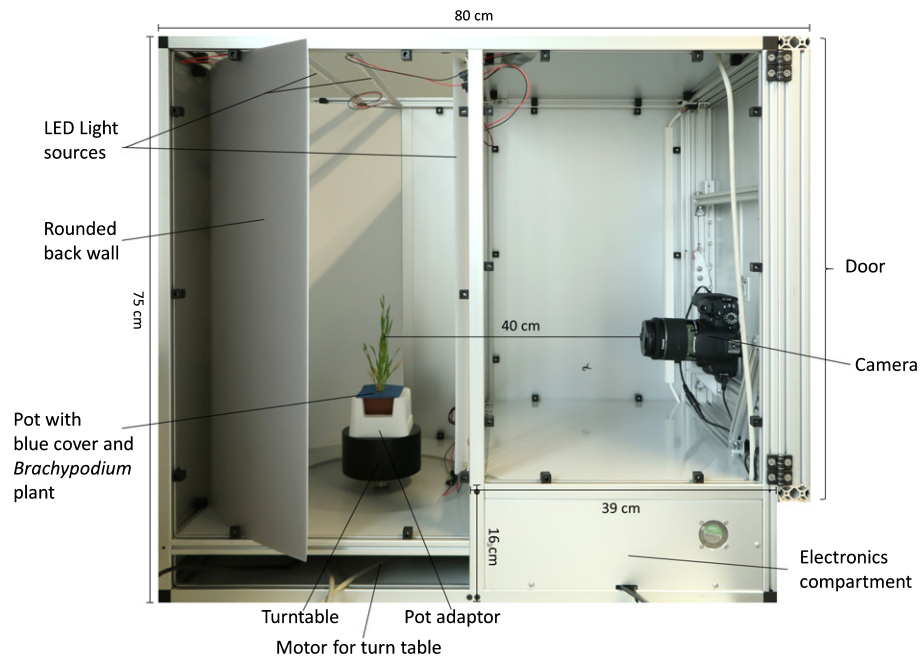 80 cm
LED Light
sources
Rounded
back wall
75 cm
Door
40 cm
Camera
Pot with
blue cover and
Brachypodium
plant
39 cm
16,cm
Electronics
compartment
Turntable
Pot adaptor
Motor for turn table